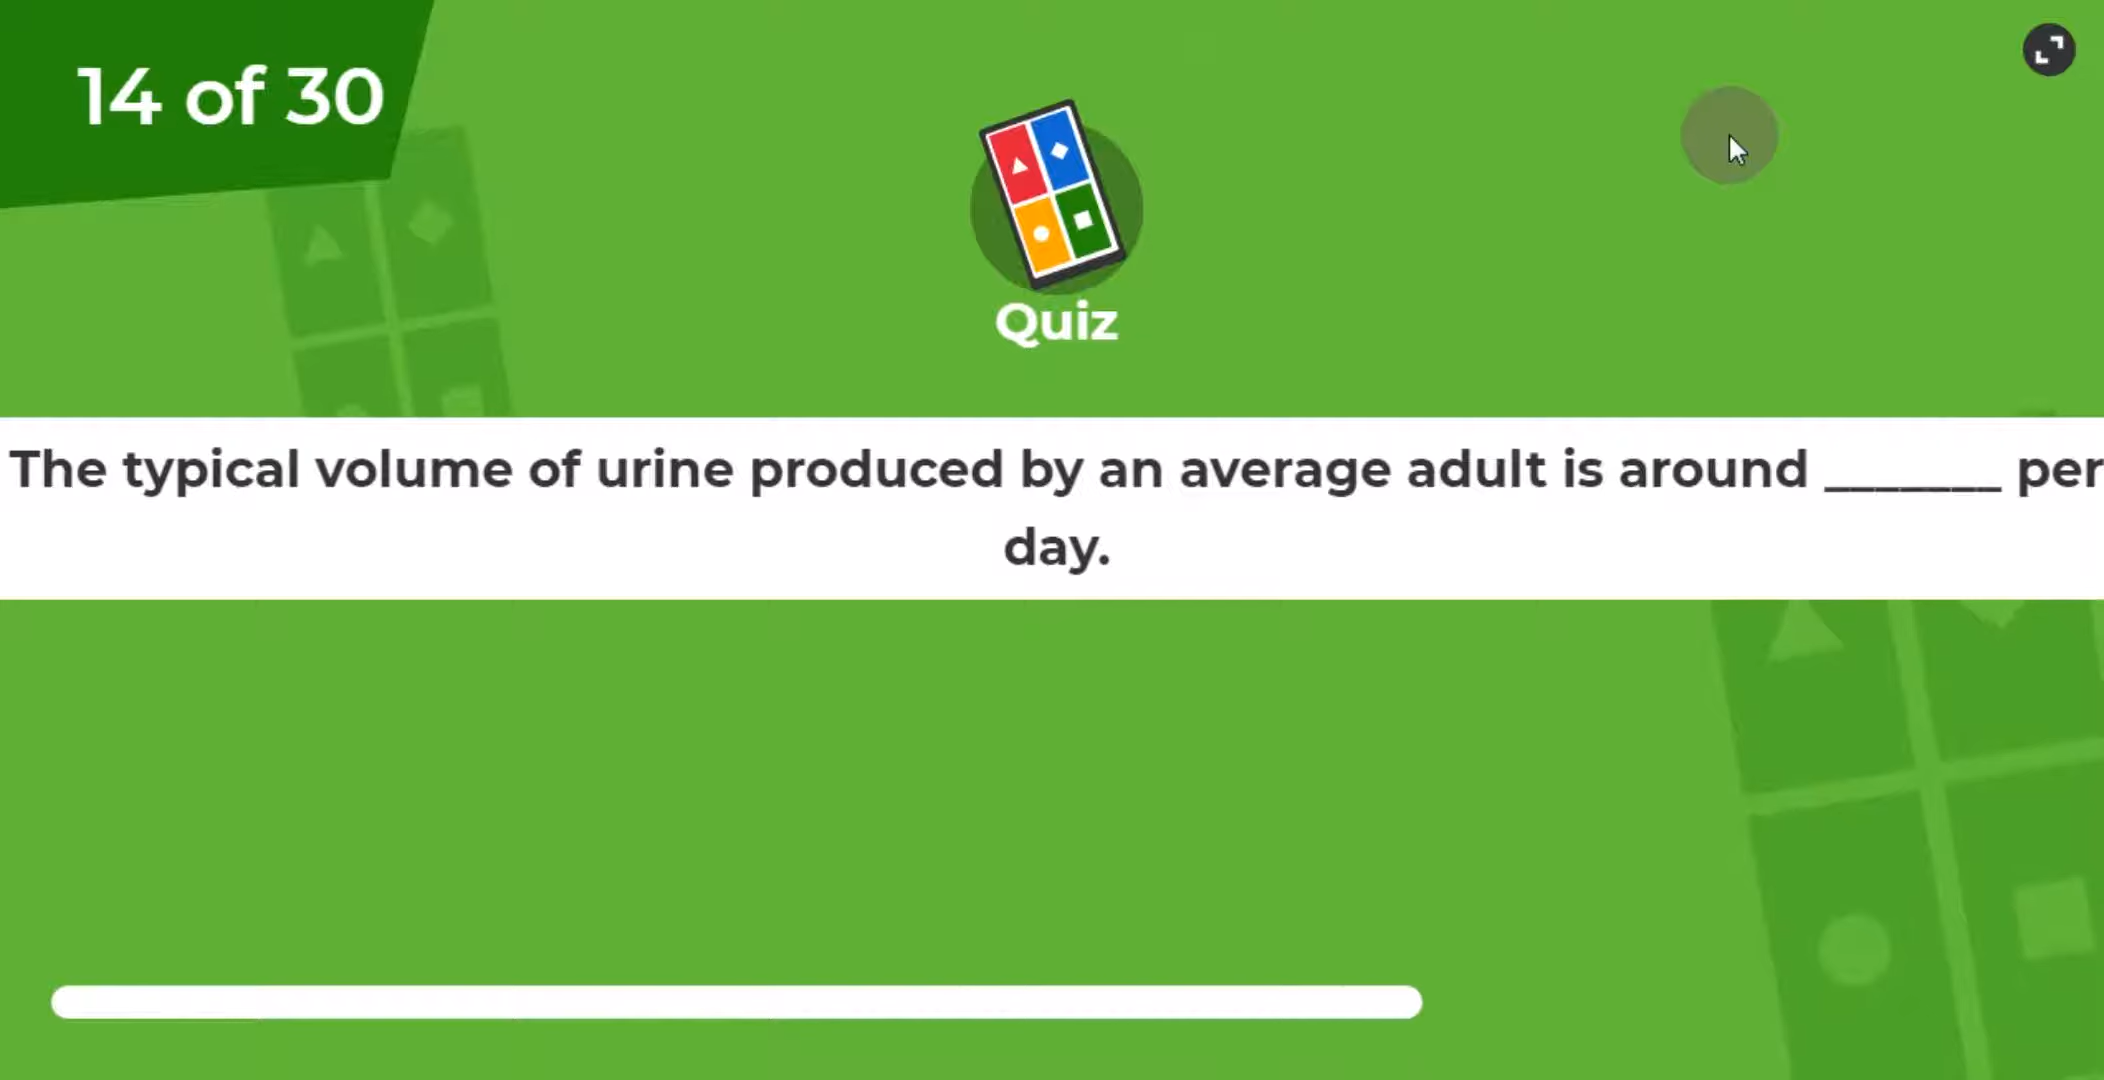 14 of 30
Quiz
The typical volume of urine produced by an average adult is around _______ per
day.